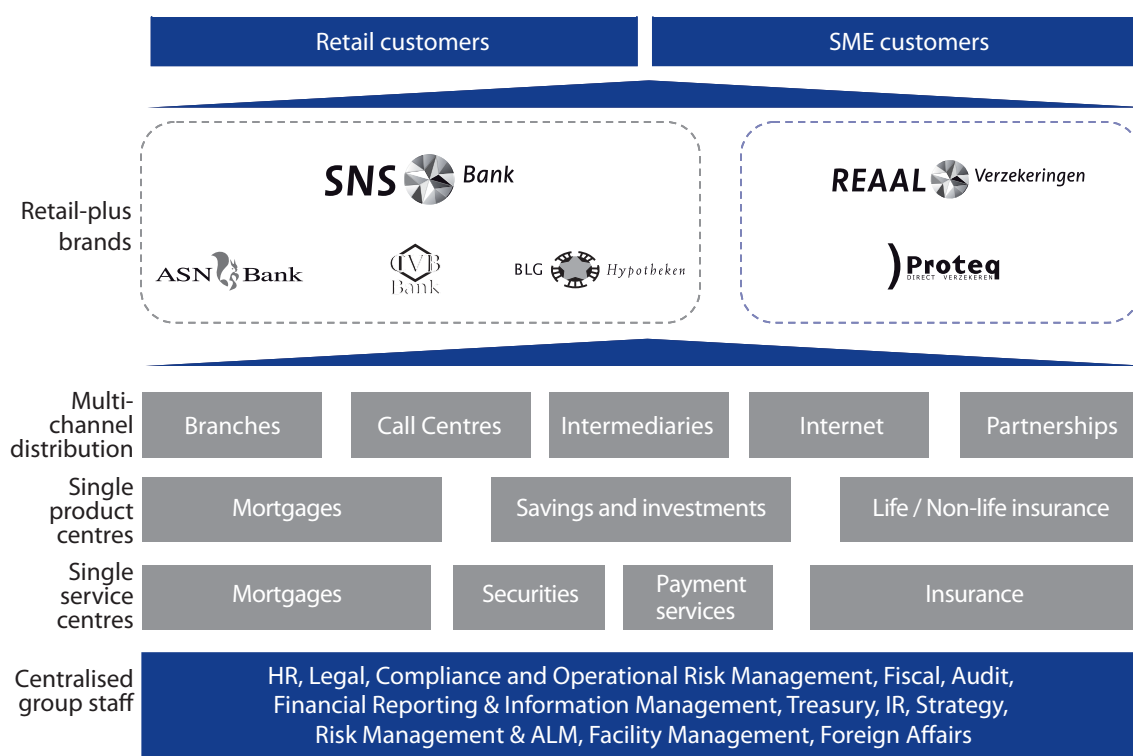 Retail customers
SME customers
Retail-plus
brands
SNS Bank
REAAL Verzekeringen
ASN Bank
CVB
Bank
BLG Hypotheken
Proteq
DIRECT VERZEKEREN
Multi-
channel
distribution
Branches
Call Centres
Intermediaries
Internet
Partnerships
Single
product
centres
Mortgages
Savings and investments
Life / Non-life insurance
Single
service
centres
Mortgages
Securities
Payment
services
Insurance
Centralised
group staff
HR, Legal, Compliance and Operational Risk Management, Fiscal, Audit,
Financial Reporting & Information Management, Treasury, IR, Strategy,
Risk Management & ALM, Facility Management, Foreign Affairs